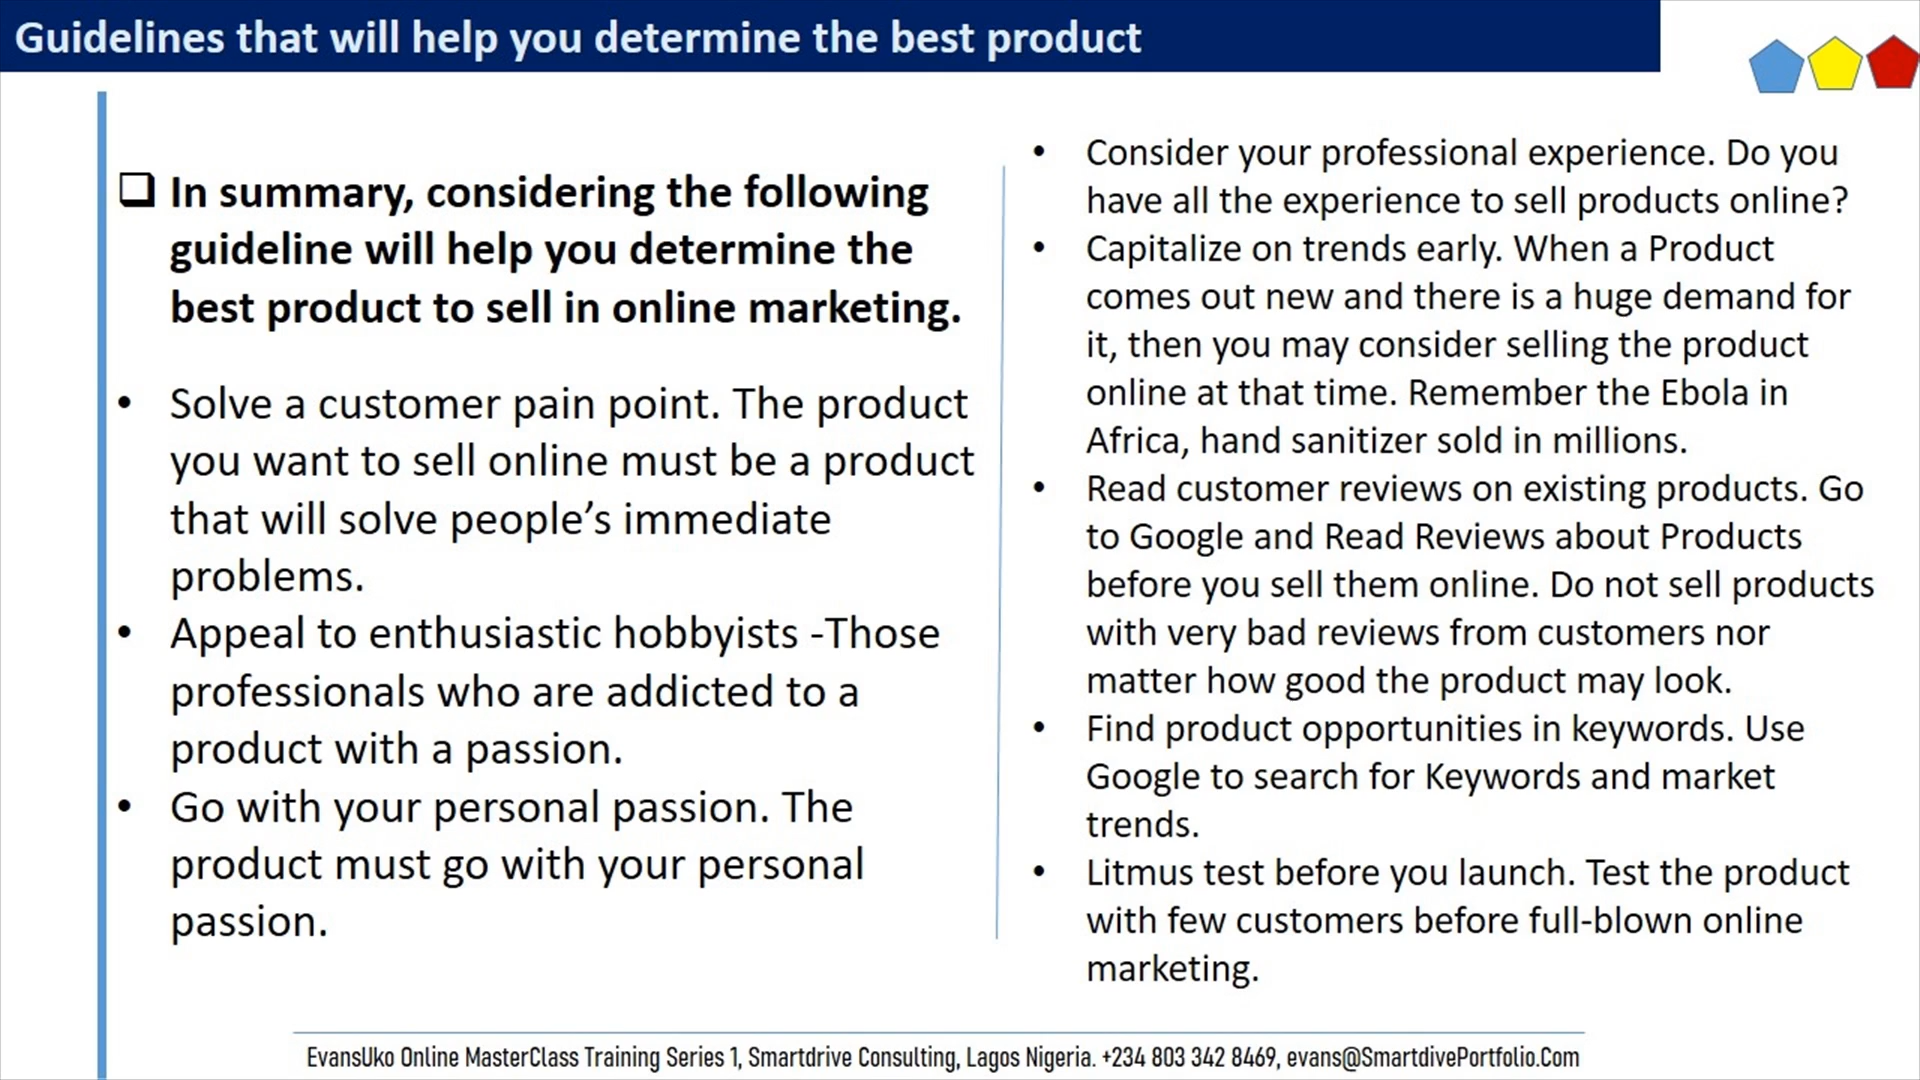 Guidelines that will help you determine the best product
In summary, considering the following
guideline will help you determine the
best product to sell in online marketing.
• Solve a customer pain point. The product
you want to sell online must be a product
that will solve people’s immediate
problems.
• Appeal to enthusiastic hobbyists -Those
professionals who are addicted to a
product with a passion.
• Go with your personal passion. The
product must go with your personal
passion.
• Consider your professional experience. Do you
have all the experience to sell products online?
• Capitalize on trends early. When a Product
comes out new and there is a huge demand for
it, then you may consider selling the product
online at that time. Remember the Ebola in
Africa, hand sanitizer sold in millions.
• Read customer reviews on existing products. Go
to Google and Read Reviews about Products
before you sell them online. Do not sell products
with very bad reviews from customers nor
matter how good the product may look.
• Find product opportunities in keywords. Use
Google to search for Keywords and market
trends.
• Litmus test before you launch. Test the product
with few customers before full-blown online
marketing.
EvansUko Online MasterClass Training Series 1, Smartdrive Consulting, Lagos Nigeria. +234 803 342 8469, evans@SmartdivePortfolio.Com